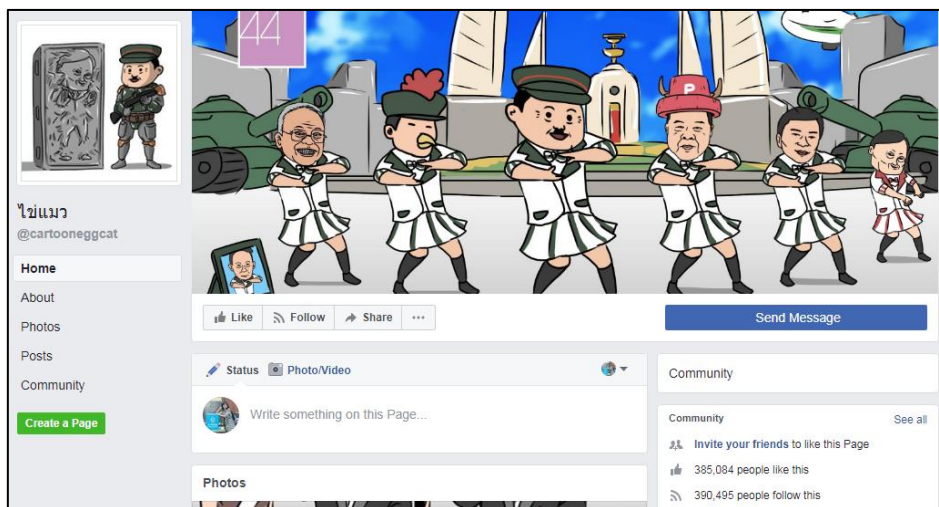 44
P
ไข่แมว
@cartooneggcat
Home
About
Photos
Posts
Community
Create a Page
Like Follow Share
Send Message
Status Photo/Video
Write something on this Page...
Photos
Community
Community See all
Invite your friends to like this Page
385,084 people like this
390,495 people follow this